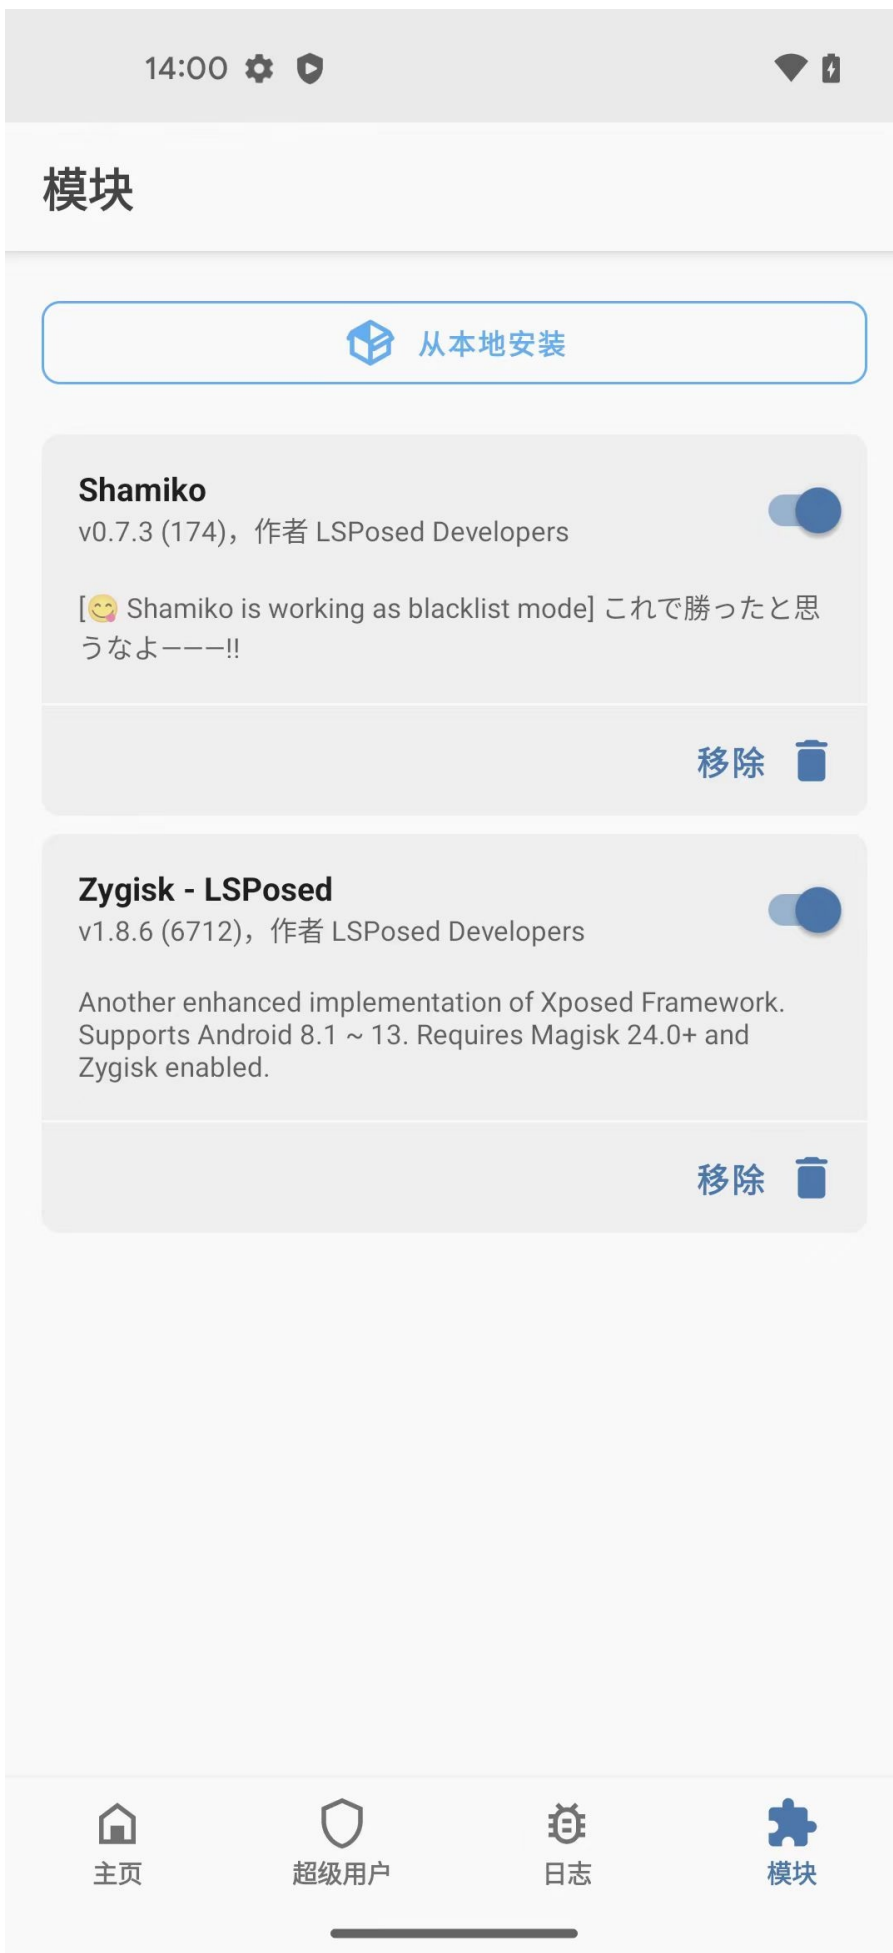 14:00
模块
从本地安装
Shamiko
v0.7.3 (174)，作者 LSPosed Developers
[😋 Shamiko is working as blacklist mode] これで勝ったと思
うなよ―――!!
移除
Zygisk - LSPosed
v1.8.6 (6712)，作者 LSPosed Developers
Another enhanced implementation of Xposed Framework.
Supports Android 8.1 ~ 13. Requires Magisk 24.0+ and
Zygisk enabled.
移除
主页
超级用户
日志
模块